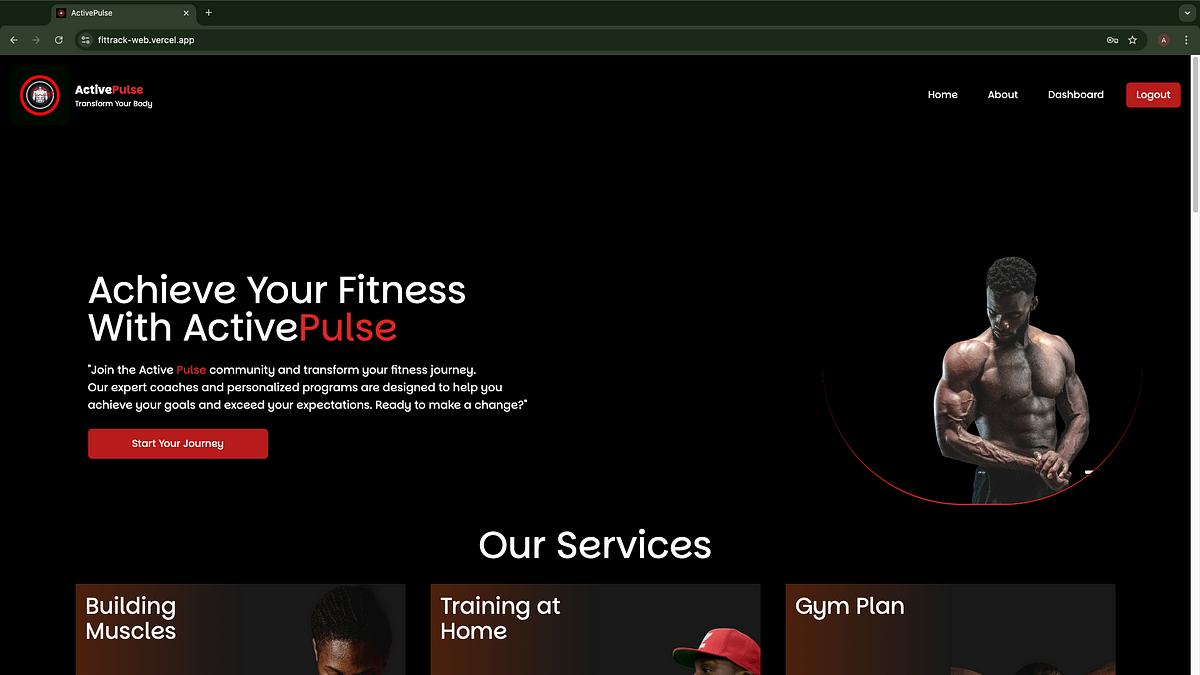 ActivePulse
fittrack-web.vercel.app
A
ActivePulse
Transform Your Body
Home
About
Dashboard
Logout
Achieve Your Fitness
With ActivePulse
"Join the Active Pulse community and transform your fitness journey.
Our expert coaches and personalized programs are designed to help you
achieve your goals and exceed your expectations. Ready to make a change?"
Start Your Journey
Our Services
Building
Muscles
Training at
Home
Gym Plan